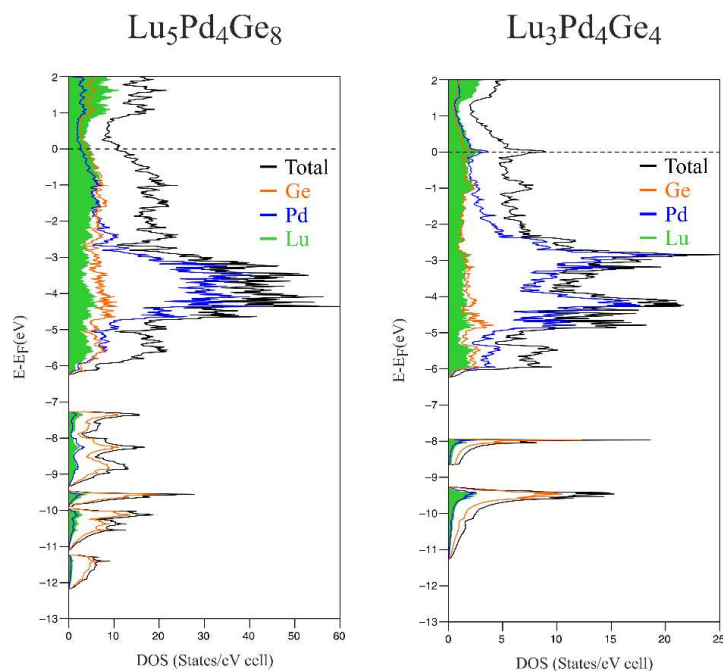 Lu5Pd4Ge8
2
1
0
−1
−2
−3
−4
−5
−6
−7
−8
−9
−10
−11
−12
−13
E-EF(eV)
Total
Ge
Pd
Lu
0 10 20 30 40 50 60
DOS (States/eV cell)
Lu3Pd4Ge4
2
1
0
−1
−2
−3
−4
−5
−6
−7
−8
−9
−10
−11
−12
−13
E-EF(eV)
Total
Ge
Pd
Lu
0 5 10 15 20 25
DOS (States/eV cell)